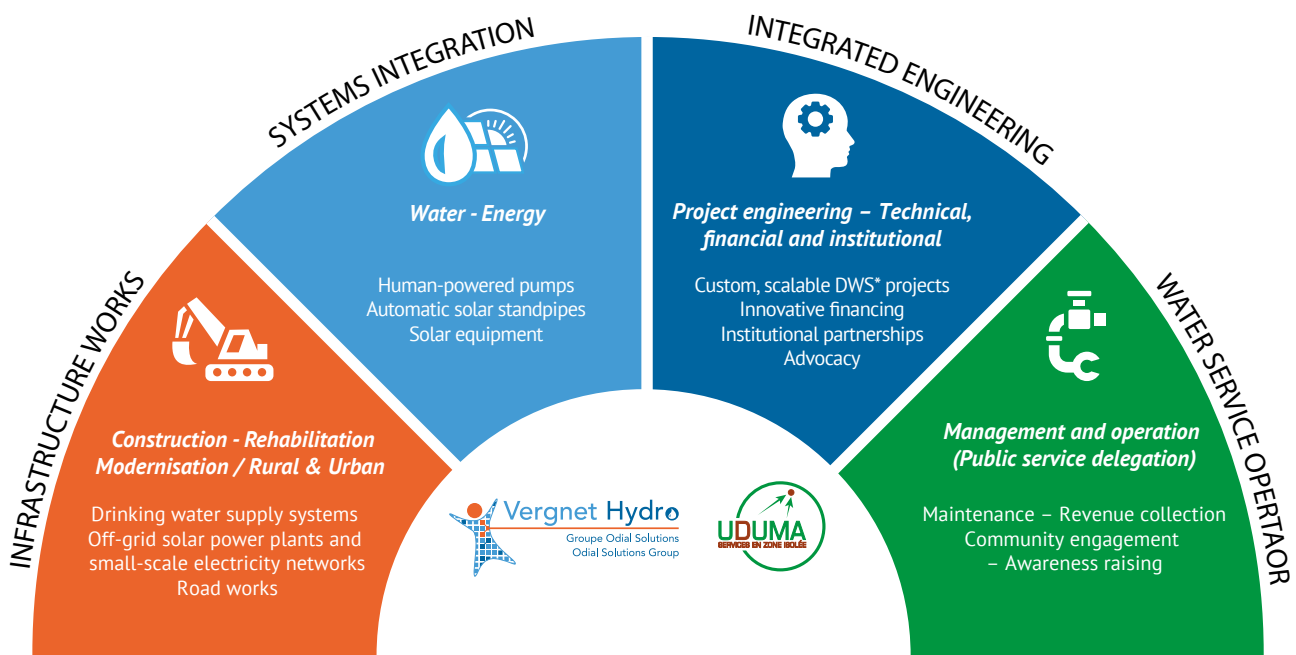 INFRASTRUCTURE WORKS
Construction - Rehabilitation
Modernisation / Rural & Urban
Drinking water supply systems
Off-grid solar power plants and
small-scale electricity networks
Road works
SYSTEMS INTEGRATION
Water - Energy
Human-powered pumps
Automatic solar standpipes
Solar equipment
INTEGRATED ENGINEERING
Project engineering – Technical,
financial and institutional
Custom, scalable DWS* projects
Innovative financing
Institutional partnerships
Advocacy
WATER SERVICE OPERTAOR
Management and operation
(Public service delegation)
Maintenance – Revenue collection
Community engagement
– Awareness raising
Vergnet Hydro
Groupe Odial Solutions
Odial Solutions Group
UDUMA
SERVICES EN ZONE ISOLÉE